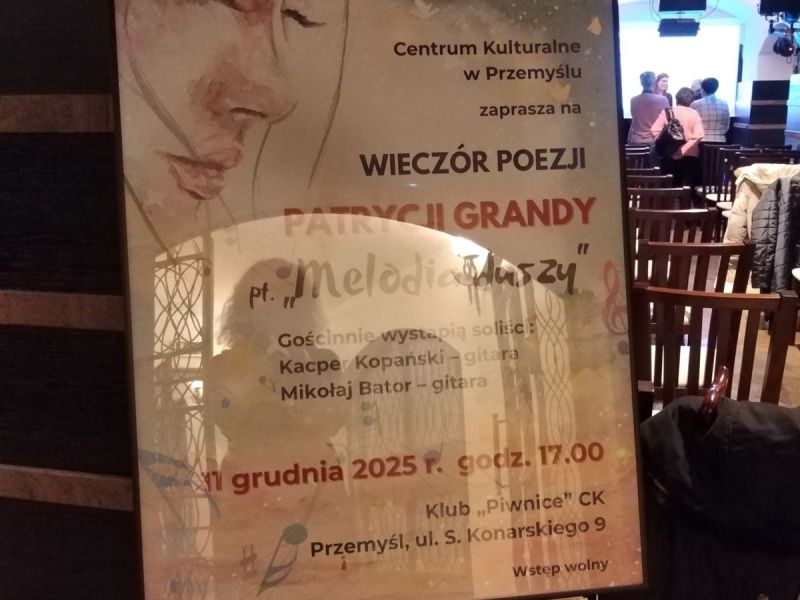 Centrum Kulturalne
w Przemyślu
zaprasza na
WIECZÓR POEZJI
PATRYCJI GRANDY
pt. „Melodia duszy"
Gościnnie wystąpią soliści:
Kacper Kopański – gitara
Mikołaj Bator – gitara
11 grudnia 2025 r. godz. 17.00
Klub „Piwnice" CK
Przemyśl, ul. S. Konarskiego 9
Wstęp wolny